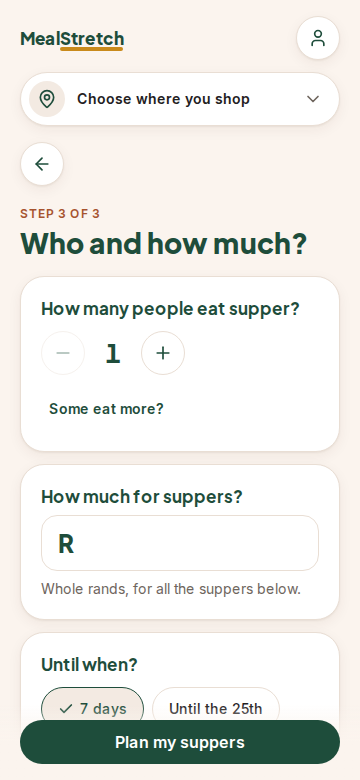 MealStretch
Choose where you shop
STEP 3 OF 3
Who and how much?
How many people eat supper?
1
Some eat more?
How much for suppers?
R
Whole rands, for all the suppers below.
Until when?
7 days
Until the 25th
Plan my suppers